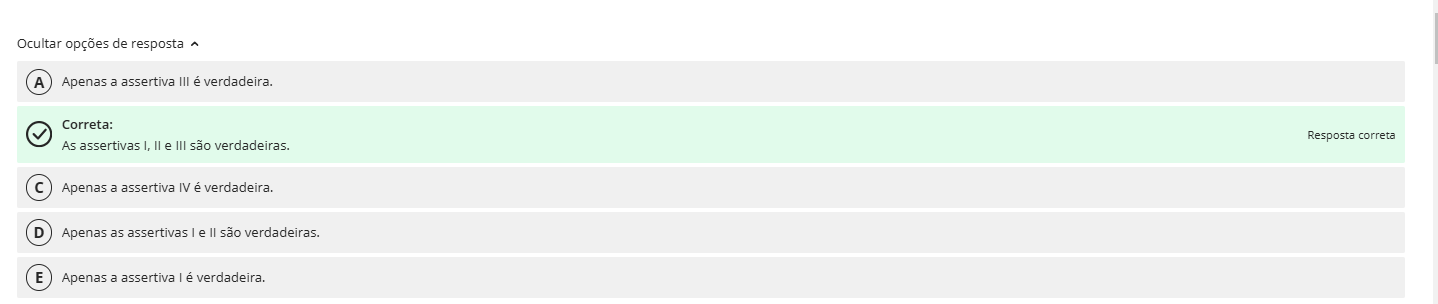 Ocultar opções de resposta
A Apenas a assertiva III é verdadeira.
Correta:
As assertivas I, II e III são verdadeiras.
Resposta correta
C Apenas a assertiva IV é verdadeira.
D Apenas as assertivas I e II são verdadeiras.
E Apenas a assertiva I é verdadeira.